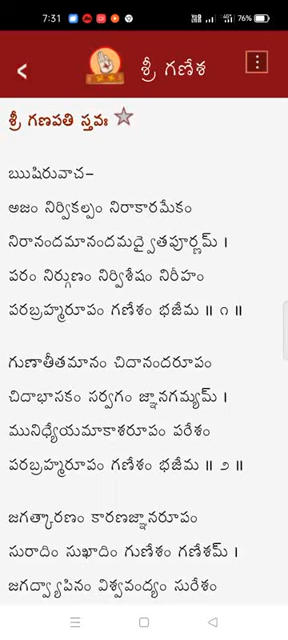 7:31
76%
శ్రీ గణేశ
శ్రీ గణపతి స్తవః
ఋషిరువాచ–
అజం నిర్వికల్పం నిరాకారమేకం
నిరానందమానందమద్వైతపూర్ణమ్ ।
పరం నిర్గుణం నిర్విశేషం నిరీహం
పరబ్రహ్మరూపం గణేశం భజేమ ॥ ౧ ॥
గుణాతీతమానం చిదానందరూపం
చిదాభాసకం సర్వగం జ్ఞానగమ్యమ్ ।
మునిధ్యేయమాకాశరూపం పరేశం
పరబ్రహ్మరూపం గణేశం భజేమ ॥ ౨ ॥
జగత్కారణం కారణజ్ఞానరూపం
సురాదిం సుఖాదిం గుణేశం గణేశమ్ ।
జగద్వ్యాపినం విశ్వవంద్యం సురేశం